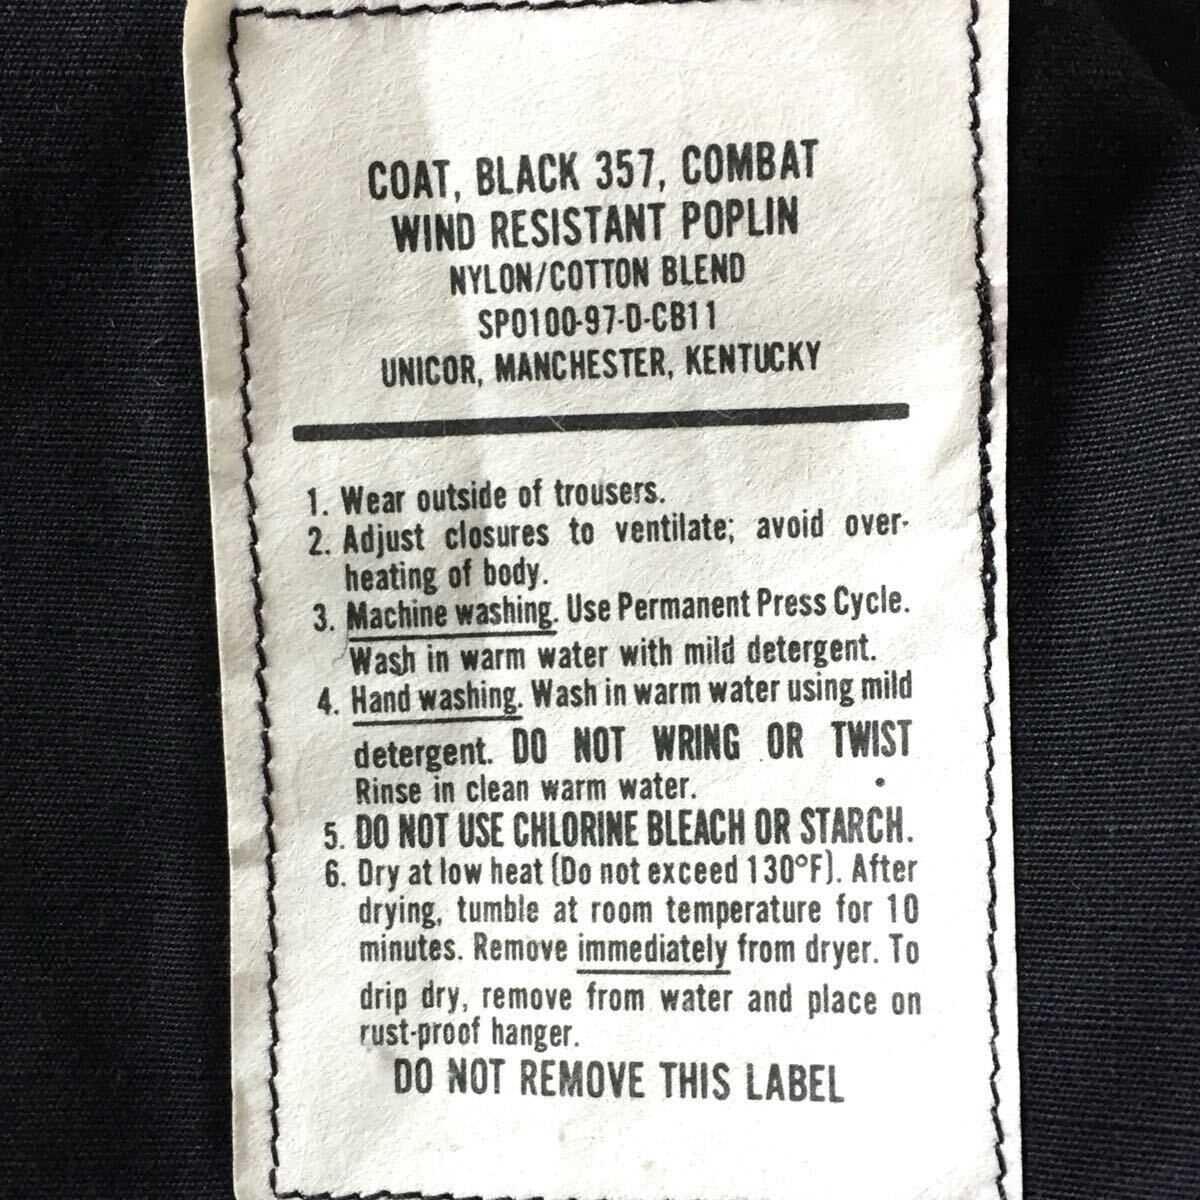 COAT, BLACK 357, COMBAT
WIND RESISTANT POPLIN
NYLON/COTTON BLEND
SP0100-97-D-CB11
UNICOR, MANCHESTER, KENTUCKY
1. Wear outside of trousers.
2. Adjust closures to ventilate; avoid over-
heating of body.
3. Machine washing. Use Permanent Press Cycle.
Wash in warm water with mild detergent.
4. Hand washing. Wash in warm water using mild
detergent. DO NOT WRING OR TWIST
Rinse in clean warm water.
5. DO NOT USE CHLORINE BLEACH OR STARCH.
6. Dry at low heat (Do not exceed 130°F). After
drying, tumble at room temperature for 10
minutes. Remove immediately from dryer. To
drip dry, remove from water and place on
rust-proof hanger.
DO NOT REMOVE THIS LABEL